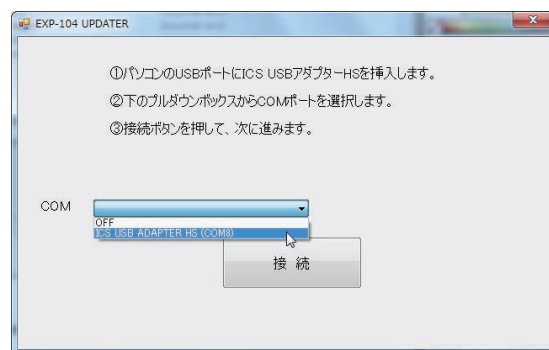 EXP-104 UPDATER
①パソコンのUSBポートにICS USBアダプターHSを挿入します。
②下のプルダウンボックスからCOMポートを選択します。
③接続ボタンを押して、次に進みます。
COM
OFF
ICS USB ADAPTER HS (COM8)
接 続